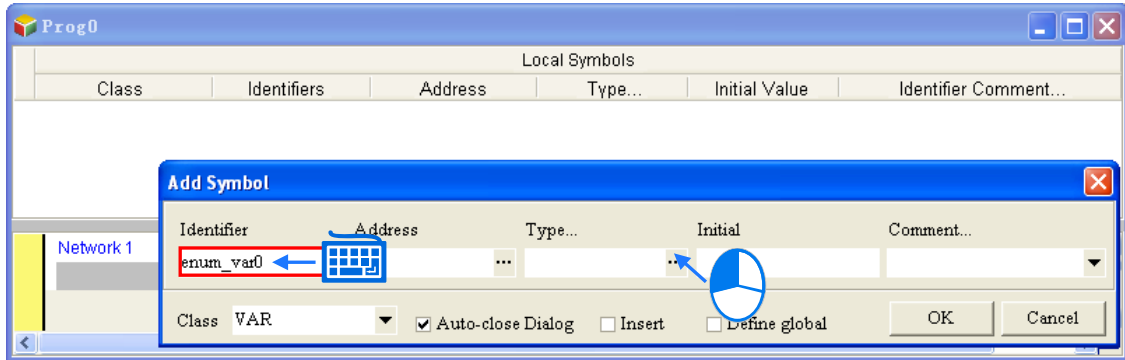 Prog0
Local Symbols
Class Identifiers Address Type... Initial Value Identifier Comment...
Add Symbol
Identifier Address Type... Initial Comment...
Network 1
enum_var0 ... ..
Class VAR Auto-close Dialog Insert Define global OK Cancel